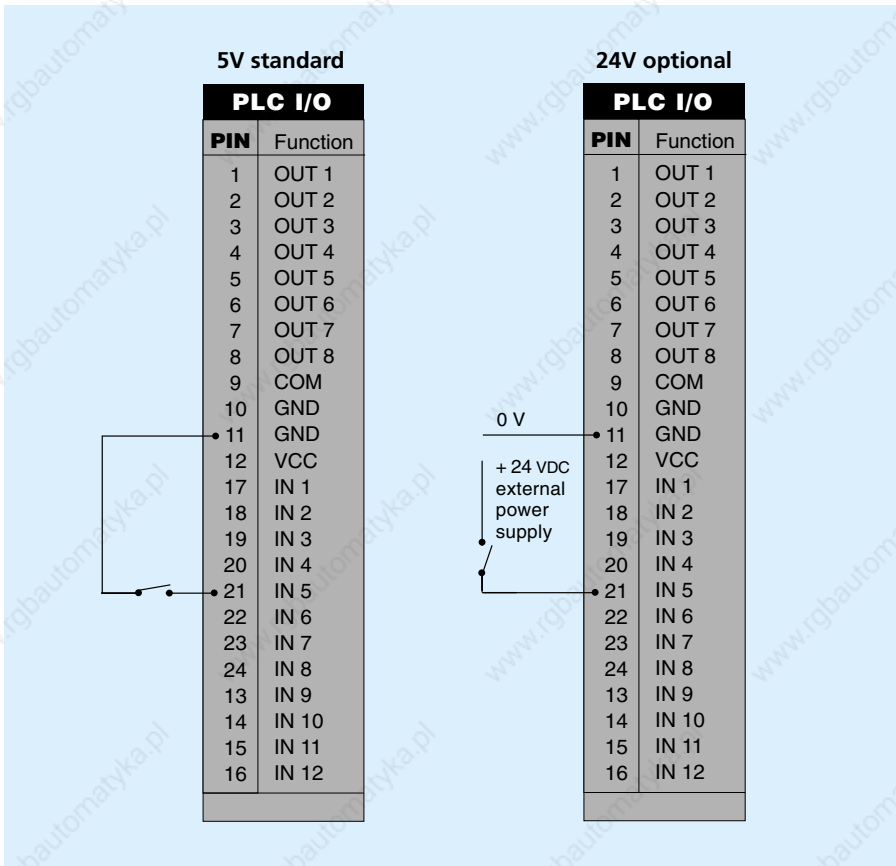 5V standard
PLC I/O
PIN Function
1 OUT 1
2 OUT 2
3 OUT 3
4 OUT 4
5 OUT 5
6 OUT 6
7 OUT 7
8 OUT 8
9 COM
10 GND
11 GND
12 VCC
17 IN 1
18 IN 2
19 IN 3
20 IN 4
21 IN 5
22 IN 6
23 IN 7
24 IN 8
13 IN 9
14 IN 10
15 IN 11
16 IN 12
24V optional
PLC I/O
PIN Function
1 OUT 1
2 OUT 2
3 OUT 3
4 OUT 4
5 OUT 5
6 OUT 6
7 OUT 7
8 OUT 8
9 COM
10 GND
11 GND
12 VCC
17 IN 1
18 IN 2
19 IN 3
20 IN 4
21 IN 5
22 IN 6
23 IN 7
24 IN 8
13 IN 9
14 IN 10
15 IN 11
16 IN 12
0 V
+ 24 VDC
external
power
supply
www.rgbautomatyka.pl